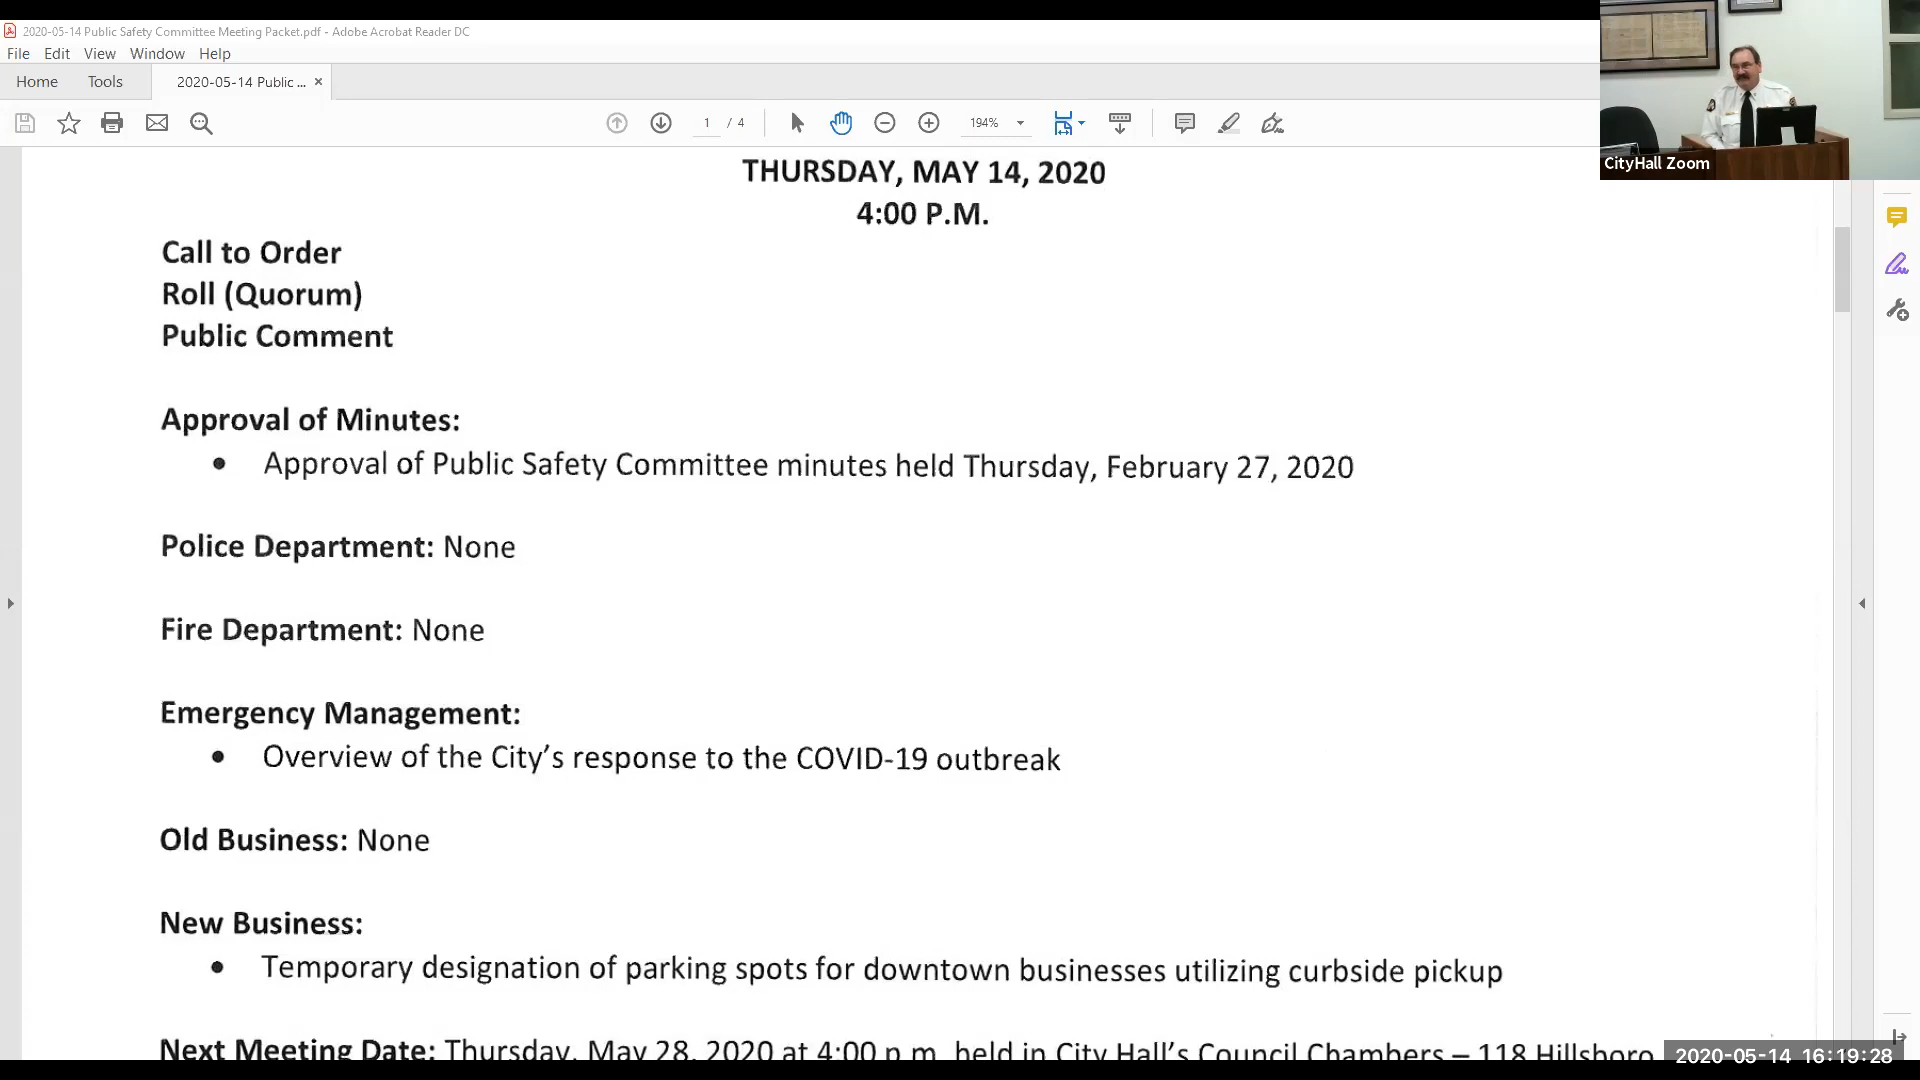 2020-05-14 Public Safety Committee Meeting Packet.pdf - Adobe Acrobat Reader DC
File Edit View Window Help
Home Tools 2020-05-14 Public ... ×
1 / 4 194%
CityHall Zoom
THURSDAY, MAY 14, 2020
4:00 P.M.
Call to Order
Roll (Quorum)
Public Comment
Approval of Minutes:
• Approval of Public Safety Committee minutes held Thursday, February 27, 2020
Police Department: None
Fire Department: None
Emergency Management:
• Overview of the City's response to the COVID-19 outbreak
Old Business: None
New Business:
• Temporary designation of parking spots for downtown businesses utilizing curbside pickup
Next Meeting Date: Thursday, May 28, 2020 at 4:00 p.m. held in City Hall's Council Chambers – 118 Hillsboro
2020-05-14 16:19:28